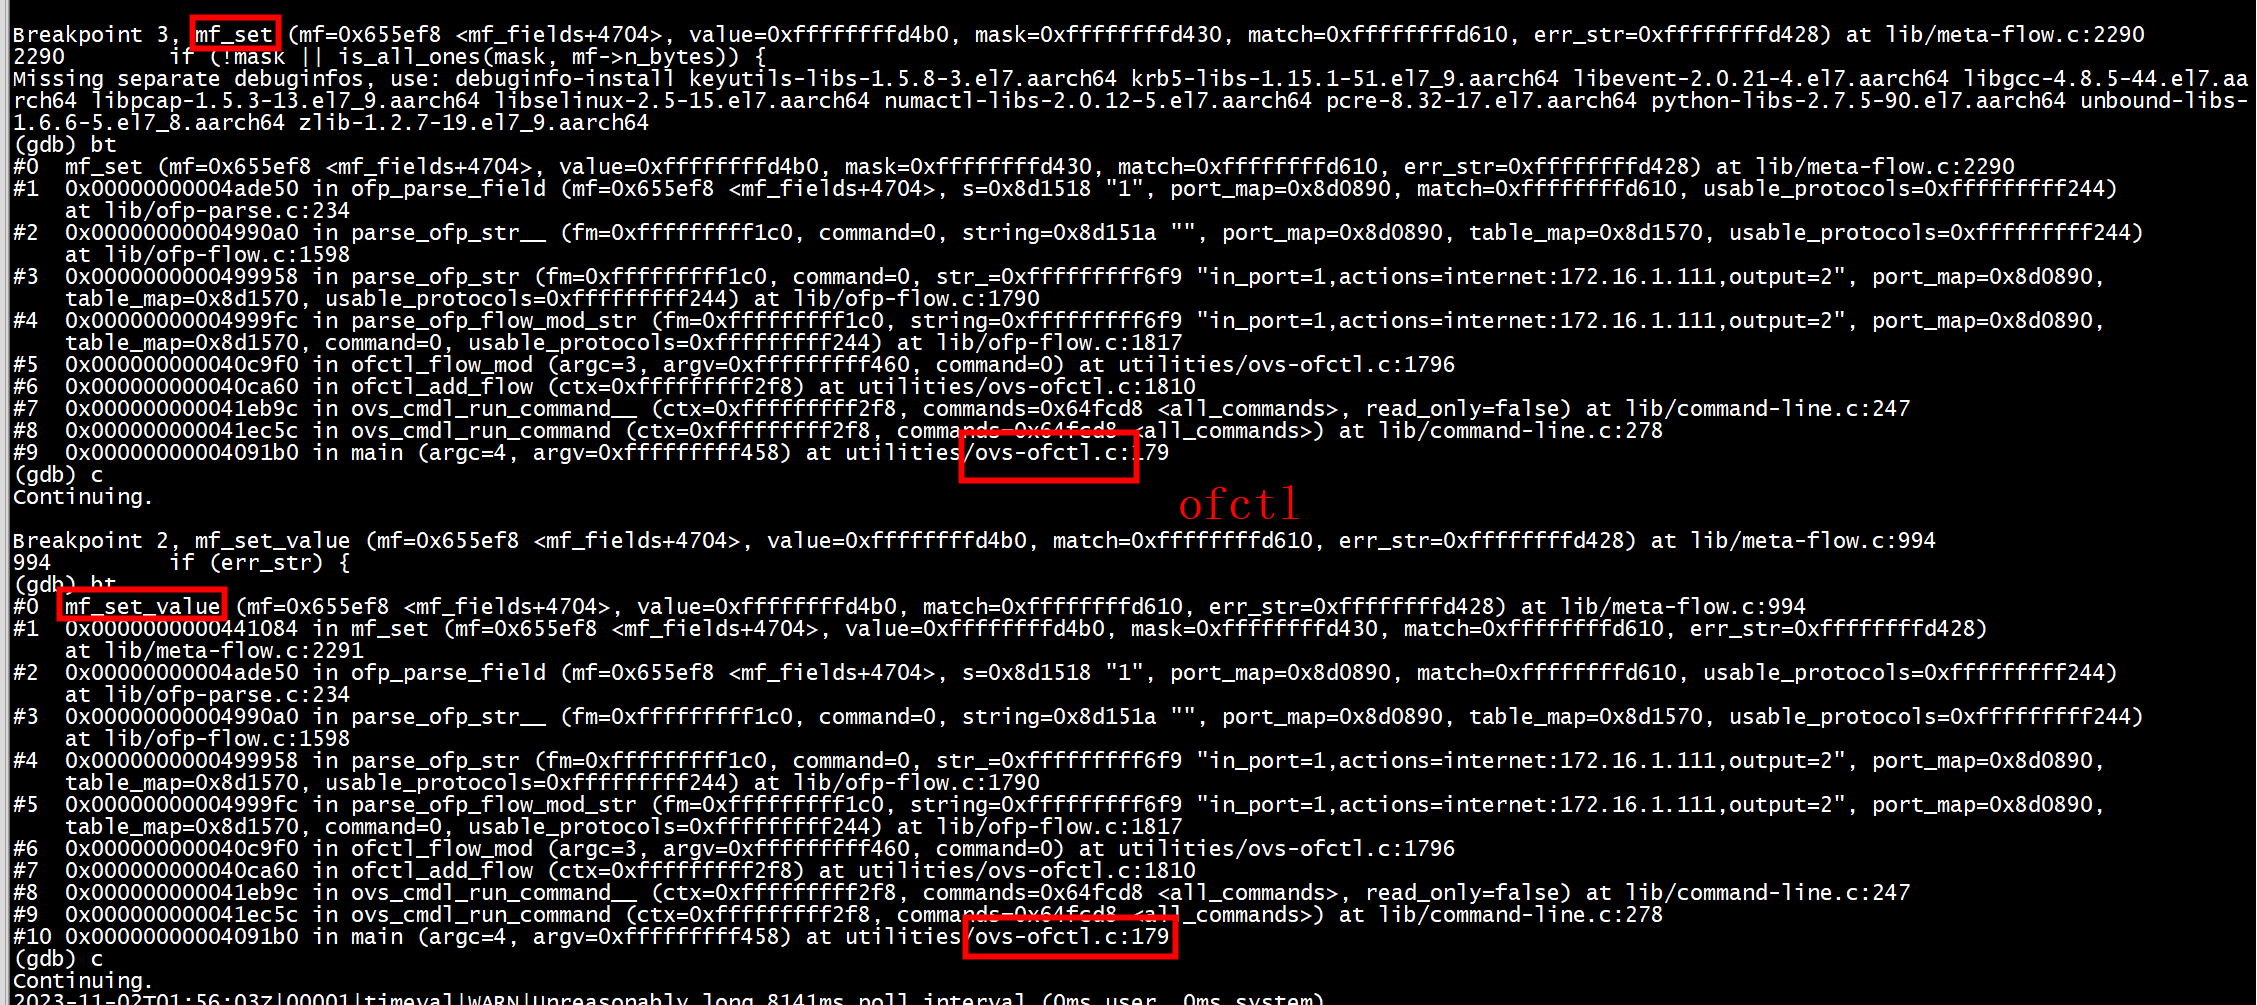 Breakpoint 3, mf_set (mf=0x655ef8 <mf_fields+4704>, value=0xffffffffd4b0, mask=0xffffffffd430, match=0xffffffffd610, err_str=0xffffffffd428) at lib/meta-flow.c:2290
2290        if (!mask || is_all_ones(mask, mf->n_bytes)) {
Missing separate debuginfos, use: debuginfo-install keyutils-libs-1.5.8-3.el7.aarch64 krb5-libs-1.15.1-51.el7_9.aarch64 libevent-2.0.21-4.el7.aarch64 libgcc-4.8.5-44.el7.aa
rch64 libpcap-1.5.3-13.el7_9.aarch64 libselinux-2.5-15.el7.aarch64 numactl-libs-2.0.12-5.el7.aarch64 pcre-8.32-17.el7.aarch64 python-libs-2.7.5-90.el7.aarch64 unbound-libs-
1.6.6-5.el7_8.aarch64 zlib-1.2.7-19.el7_9.aarch64
(gdb) bt
#0  mf_set (mf=0x655ef8 <mf_fields+4704>, value=0xffffffffd4b0, mask=0xffffffffd430, match=0xffffffffd610, err_str=0xffffffffd428) at lib/meta-flow.c:2290
#1  0x00000000004ade50 in ofp_parse_field (mf=0x655ef8 <mf_fields+4704>, s=0x8d1518 "1", port_map=0x8d0890, match=0xffffffffd610, usable_protocols=0xfffffffff244)
    at lib/ofp-parse.c:234
#2  0x00000000004990a0 in parse_ofp_str__ (fm=0xfffffffff1c0, command=0, string=0x8d151a "", port_map=0x8d0890, table_map=0x8d1570, usable_protocols=0xfffffffff244)
    at lib/ofp-flow.c:1598
#3  0x0000000000499958 in parse_ofp_str (fm=0xfffffffff1c0, command=0, str_=0xfffffffff6f9 "in_port=1,actions=internet:172.16.1.111,output=2", port_map=0x8d0890,
    table_map=0x8d1570, usable_protocols=0xfffffffff244) at lib/ofp-flow.c:1790
#4  0x00000000004999fc in parse_ofp_flow_mod_str (fm=0xfffffffff1c0, string=0xfffffffff6f9 "in_port=1,actions=internet:172.16.1.111,output=2", port_map=0x8d0890,
    table_map=0x8d1570, command=0, usable_protocols=0xfffffffff244) at lib/ofp-flow.c:1817
#5  0x000000000040c9f0 in ofctl_flow_mod (argc=3, argv=0xfffffffff460, command=0) at utilities/ovs-ofctl.c:1796
#6  0x000000000040ca60 in ofctl_add_flow (ctx=0xfffffffff2f8) at utilities/ovs-ofctl.c:1810
#7  0x000000000041eb9c in ovs_cmdl_run_command__ (ctx=0xfffffffff2f8, commands=0x64fcd8 <all_commands>, read_only=false) at lib/command-line.c:247
#8  0x000000000041ec5c in ovs_cmdl_run_command (ctx=0xfffffffff2f8, commands=0x64fcd8 <all_commands>) at lib/command-line.c:278
#9  0x00000000004091b0 in main (argc=4, argv=0xfffffffff458) at utilities/ovs-ofctl.c:179
(gdb) c
Continuing.
ofctl
Breakpoint 2, mf_set_value (mf=0x655ef8 <mf_fields+4704>, value=0xffffffffd4b0, match=0xffffffffd610, err_str=0xffffffffd428) at lib/meta-flow.c:994
994         if (err_str) {
(gdb) bt
#0  mf_set_value (mf=0x655ef8 <mf_fields+4704>, value=0xffffffffd4b0, match=0xffffffffd610, err_str=0xffffffffd428) at lib/meta-flow.c:994
#1  0x0000000000441084 in mf_set (mf=0x655ef8 <mf_fields+4704>, value=0xffffffffd4b0, mask=0xffffffffd430, match=0xffffffffd610, err_str=0xffffffffd428)
    at lib/meta-flow.c:2291
#2  0x00000000004ade50 in ofp_parse_field (mf=0x655ef8 <mf_fields+4704>, s=0x8d1518 "1", port_map=0x8d0890, match=0xffffffffd610, usable_protocols=0xfffffffff244)
    at lib/ofp-parse.c:234
#3  0x00000000004990a0 in parse_ofp_str__ (fm=0xfffffffff1c0, command=0, string=0x8d151a "", port_map=0x8d0890, table_map=0x8d1570, usable_protocols=0xfffffffff244)
    at lib/ofp-flow.c:1598
#4  0x0000000000499958 in parse_ofp_str (fm=0xfffffffff1c0, command=0, str_=0xfffffffff6f9 "in_port=1,actions=internet:172.16.1.111,output=2", port_map=0x8d0890,
    table_map=0x8d1570, usable_protocols=0xfffffffff244) at lib/ofp-flow.c:1790
#5  0x00000000004999fc in parse_ofp_flow_mod_str (fm=0xfffffffff1c0, string=0xfffffffff6f9 "in_port=1,actions=internet:172.16.1.111,output=2", port_map=0x8d0890,
    table_map=0x8d1570, command=0, usable_protocols=0xfffffffff244) at lib/ofp-flow.c:1817
#6  0x000000000040c9f0 in ofctl_flow_mod (argc=3, argv=0xfffffffff460, command=0) at utilities/ovs-ofctl.c:1796
#7  0x000000000040ca60 in ofctl_add_flow (ctx=0xfffffffff2f8) at utilities/ovs-ofctl.c:1810
#8  0x000000000041eb9c in ovs_cmdl_run_command__ (ctx=0xfffffffff2f8, commands=0x64fcd8 <all_commands>, read_only=false) at lib/command-line.c:247
#9  0x000000000041ec5c in ovs_cmdl_run_command (ctx=0xfffffffff2f8, commands=0x64fcd8 <all_commands>) at lib/command-line.c:278
#10 0x00000000004091b0 in main (argc=4, argv=0xfffffffff458) at utilities/ovs-ofctl.c:179
(gdb) c
Continuing.
2023-11-02T01:56:03Z|00001|timeval|WARN|Unreasonably long 8141ms poll interval (0ms user, 0ms system)